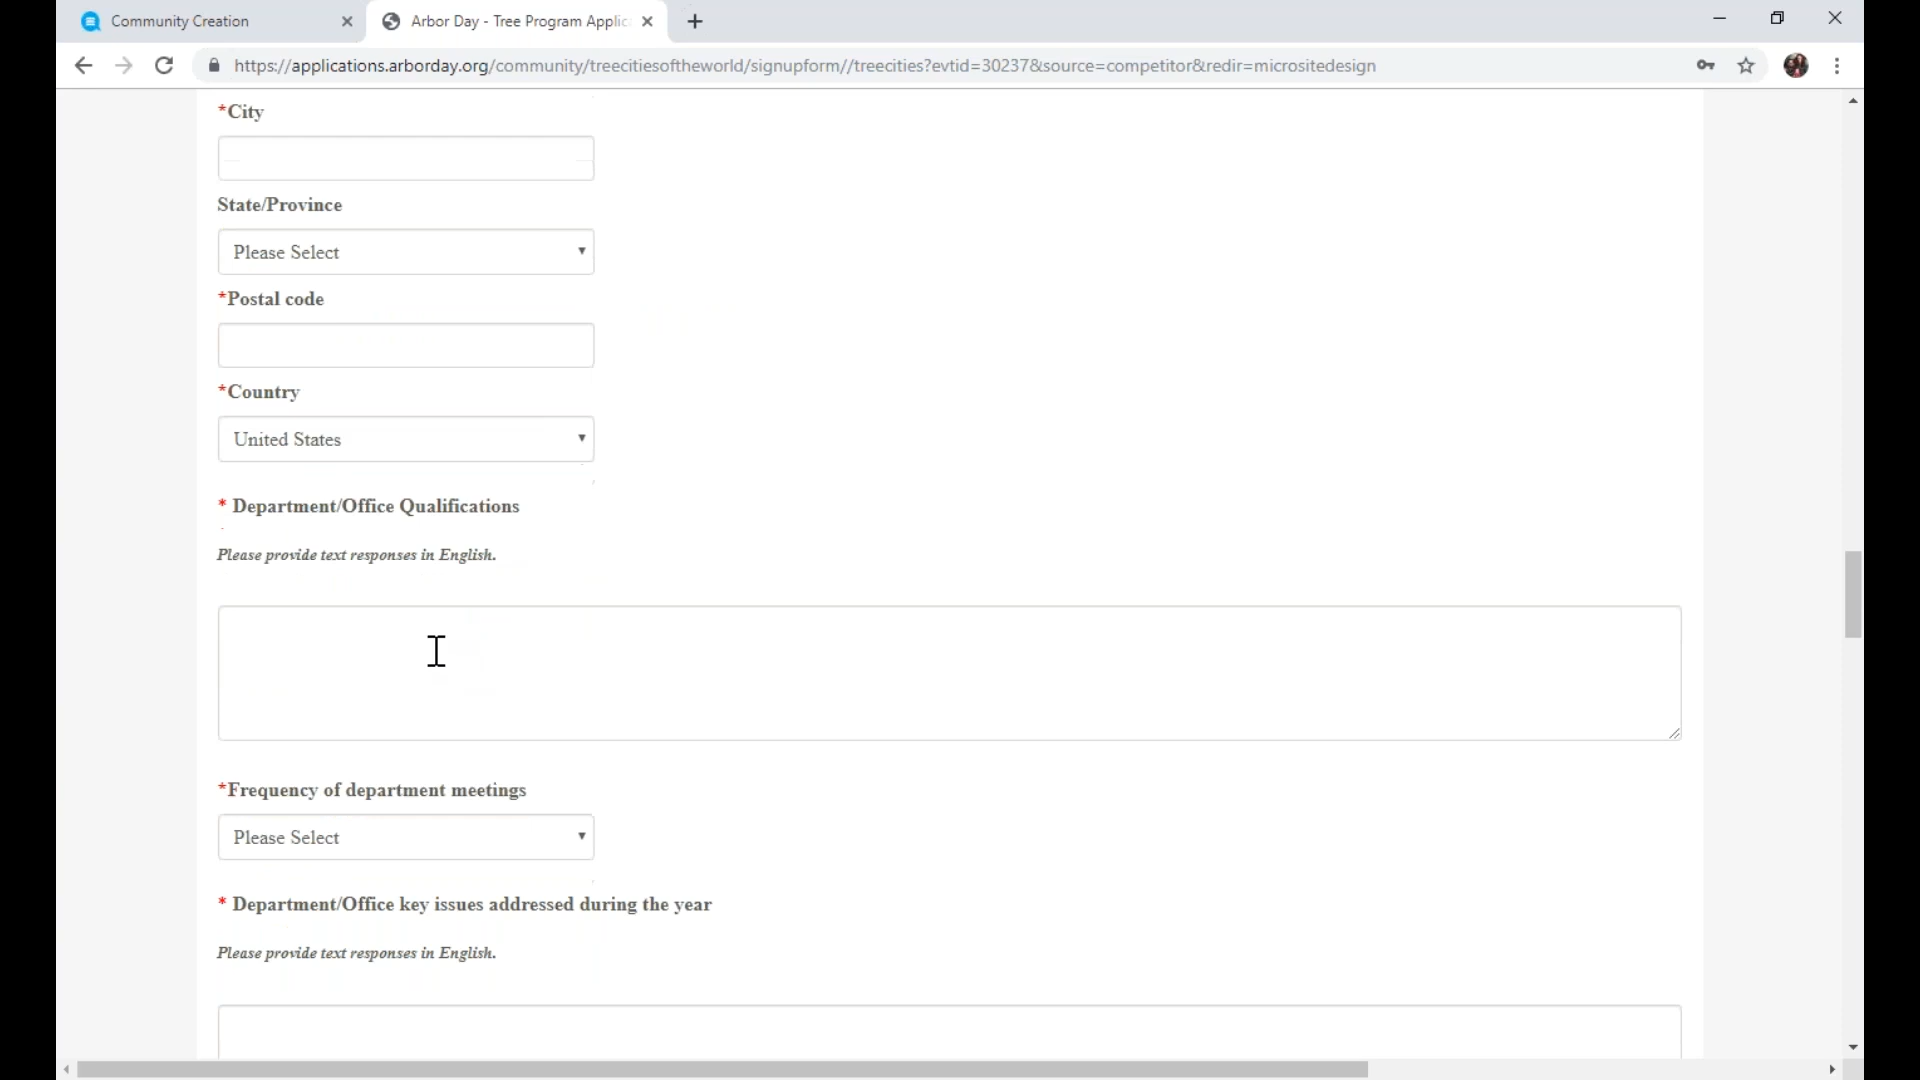 Community Creation
Arbor Day - Tree Program Applic
https://applications.arborday.org/community/treecitiesoftheworld/signupform//treecities?evtid=30237&source=competitor&redir=micrositedesign
*City
State/Province
Please Select
*Postal code
*Country
United States
* Department/Office Qualifications
Please provide text responses in English.
*Frequency of department meetings
Please Select
* Department/Office key issues addressed during the year
Please provide text responses in English.